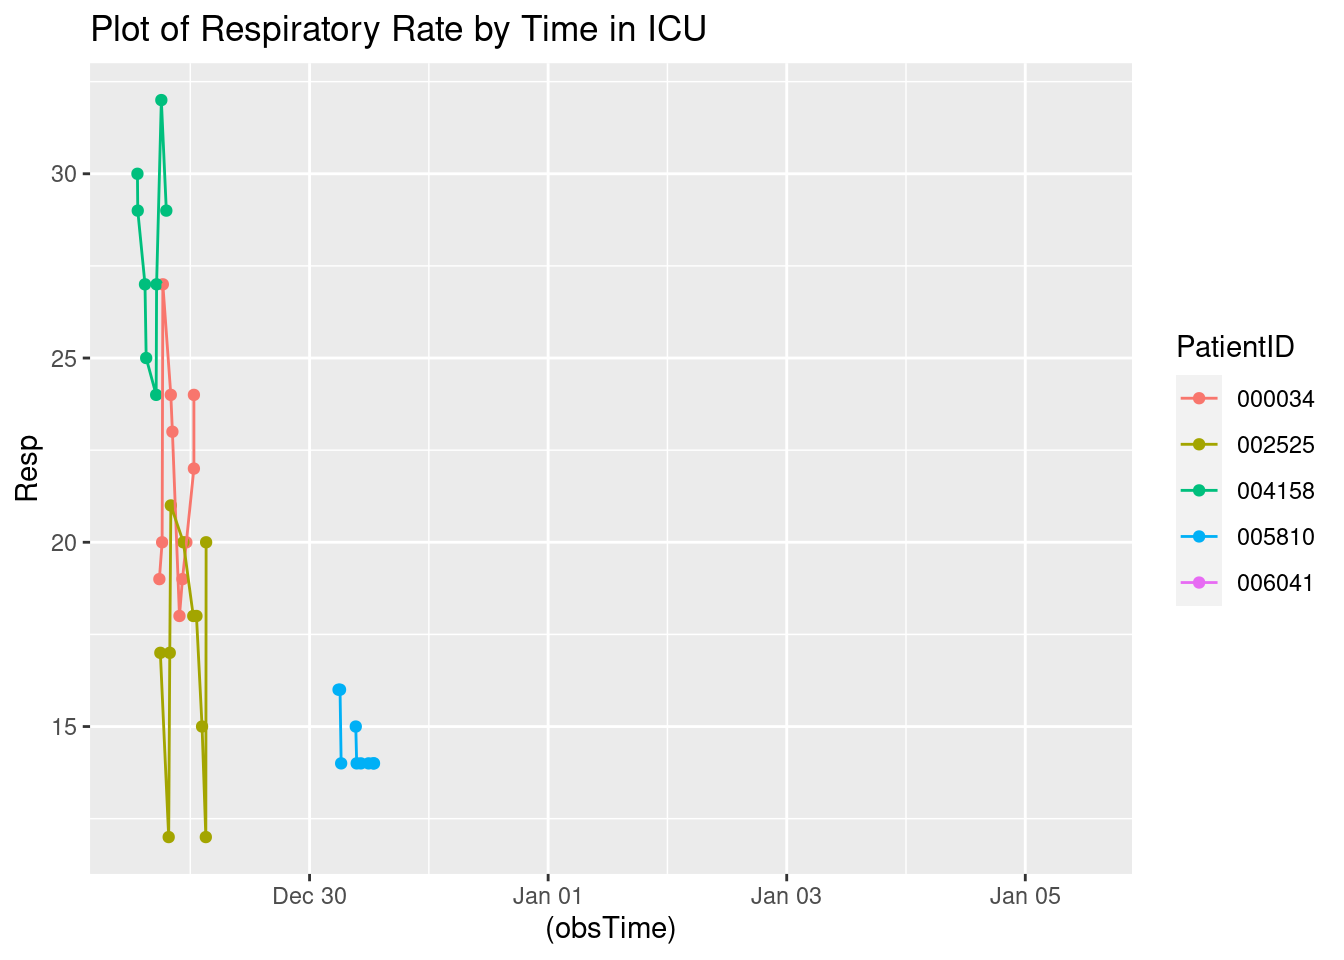 Plot of Respiratory Rate by Time in ICU
Resp
30
25
20
15
Dec 30 Jan 01 Jan 03 Jan 05
(obsTime)
PatientID
000034
002525
004158
005810
006041